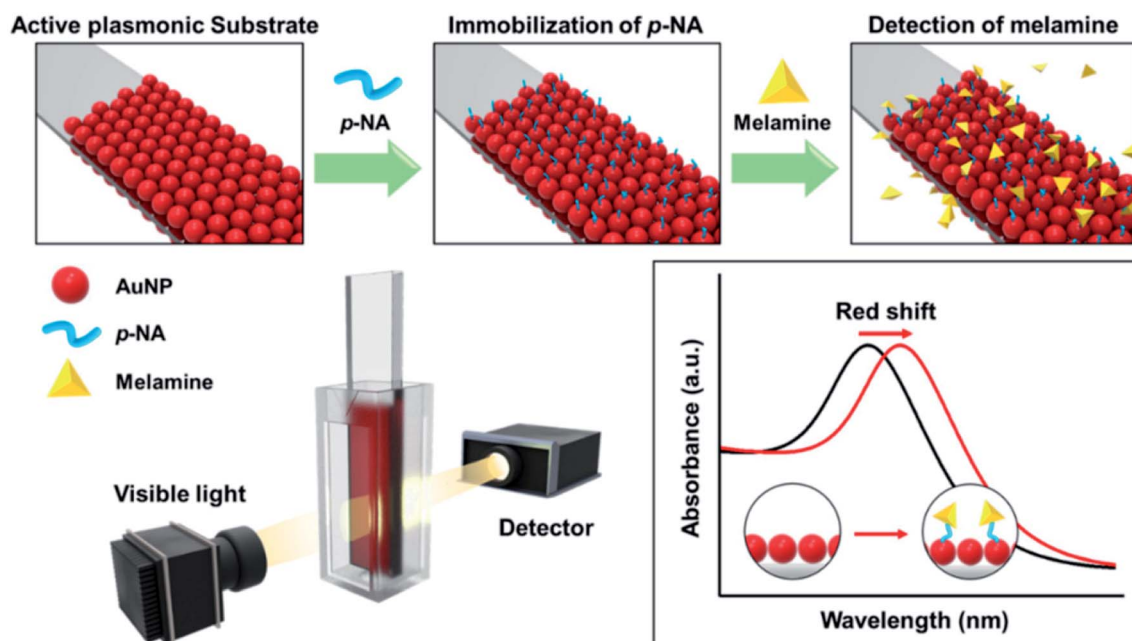 Active plasmonic Substrate
Immobilization of p-NA
Detection of melamine
p-NA
Melamine
AuNP
p-NA
Melamine
Visible light
Detector
Red shift
Absorbance (a.u.)
Wavelength (nm)